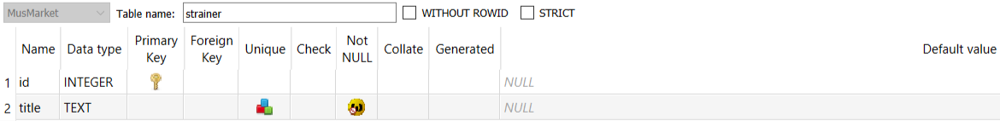 MusMarket Table name: strainer WITHOUT ROWID STRICT
Name Data type Primary Key Foreign Key Unique Check Not NULL Collate Generated Default value
1 id INTEGER NULL
2 title TEXT NULL